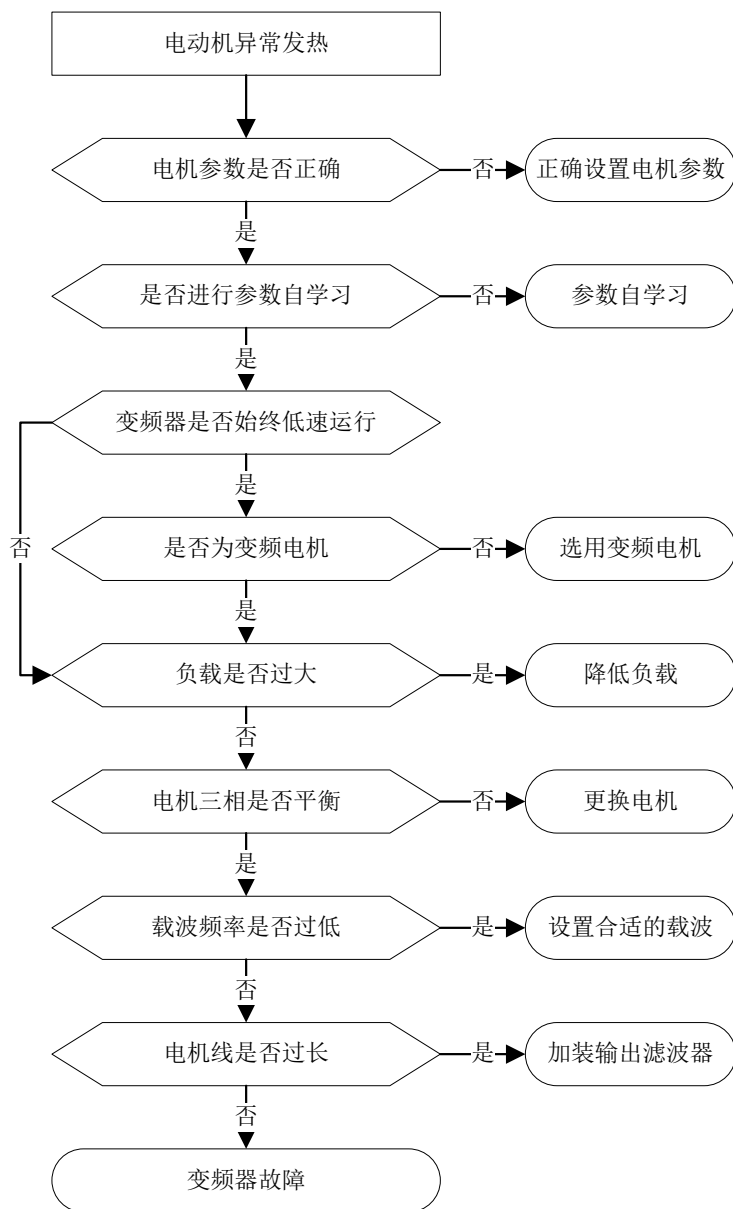 电动机异常发热
电机参数是否正确
否
正确设置电机参数
是
是否进行参数自学习
否
参数自学习
是
变频器是否始终低速运行
是
否
是否为变频电机
否
选用变频电机
是
负载是否过大
是
降低负载
否
电机三相是否平衡
否
更换电机
是
载波频率是否过低
是
设置合适的载波
否
电机线是否过长
是
加装输出滤波器
否
变频器故障